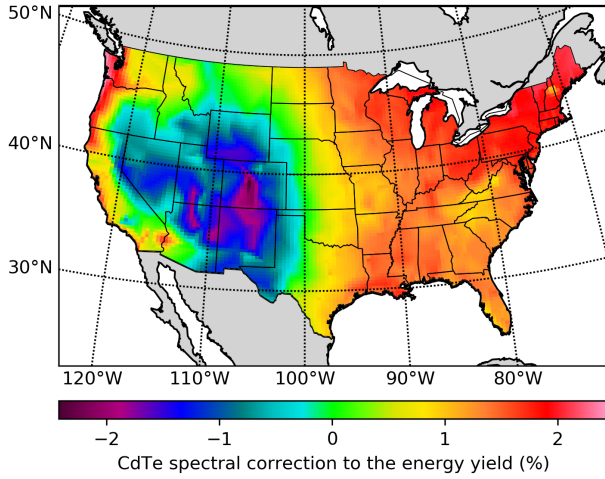 50°N
40°N
30°N
120°W 110°W 100°W 90°W 80°W
−2 −1 0 1 2
CdTe spectral correction to the energy yield (%)